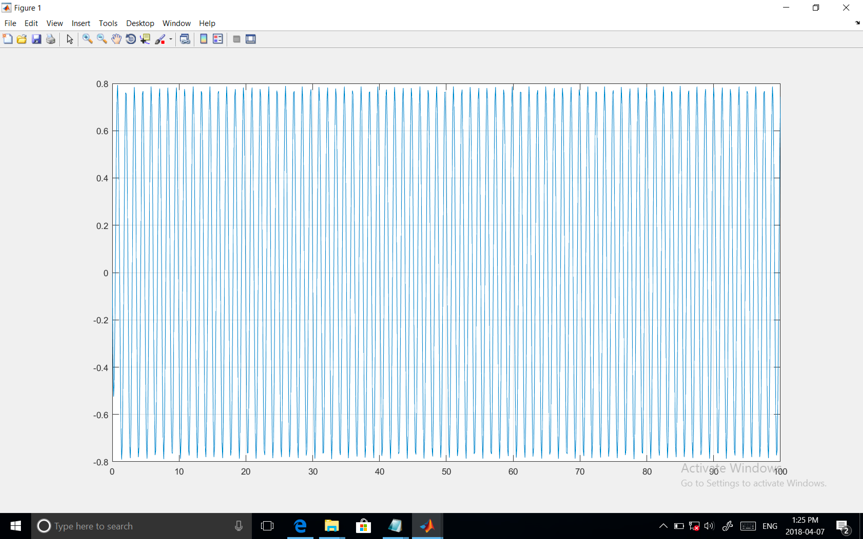 Figure 1
File Edit View Insert Tools Desktop Window Help
0.8
0.6
0.4
0.2
0
-0.2
-0.4
-0.6
-0.8
0 10 20 30 40 50 60 70 80 90 100
Activate Windows
Go to Settings to activate Windows.
Type here to search
ENG
1:25 PM
2018-04-07
2